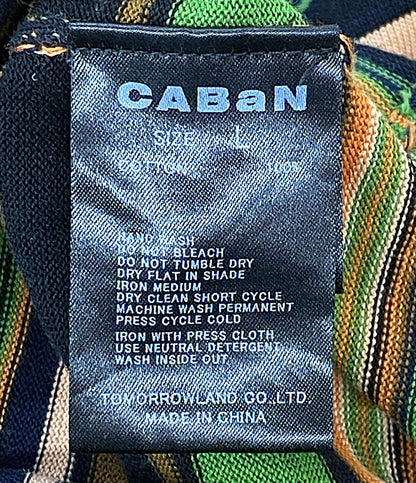 CABaN
SIZE L
COTTON 100%
HAND WASH
DO NOT BLEACH
DO NOT TUMBLE DRY
DRY FLAT IN SHADE
IRON MEDIUM
DRY CLEAN SHORT CYCLE
MACHINE WASH PERMANENT
PRESS CYCLE COLD
IRON WITH PRESS CLOTH
USE NEUTRAL DETERGENT
WASH INSIDE OUT
TOMORROWLAND CO.,LTD.
MADE IN CHINA